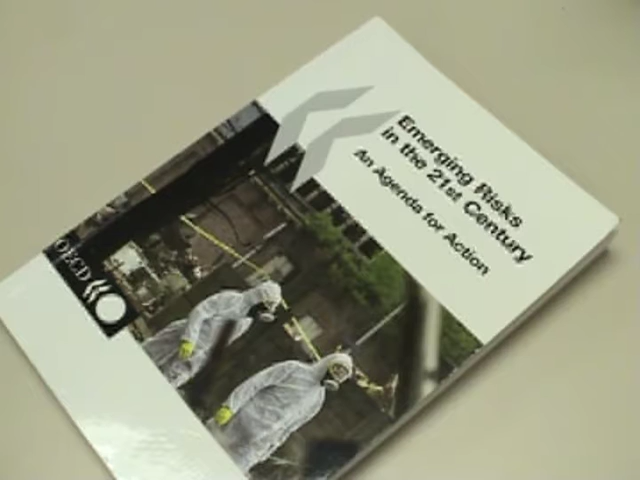 Emerging Risks
in the 21st Century
An Agenda for Action
OECD